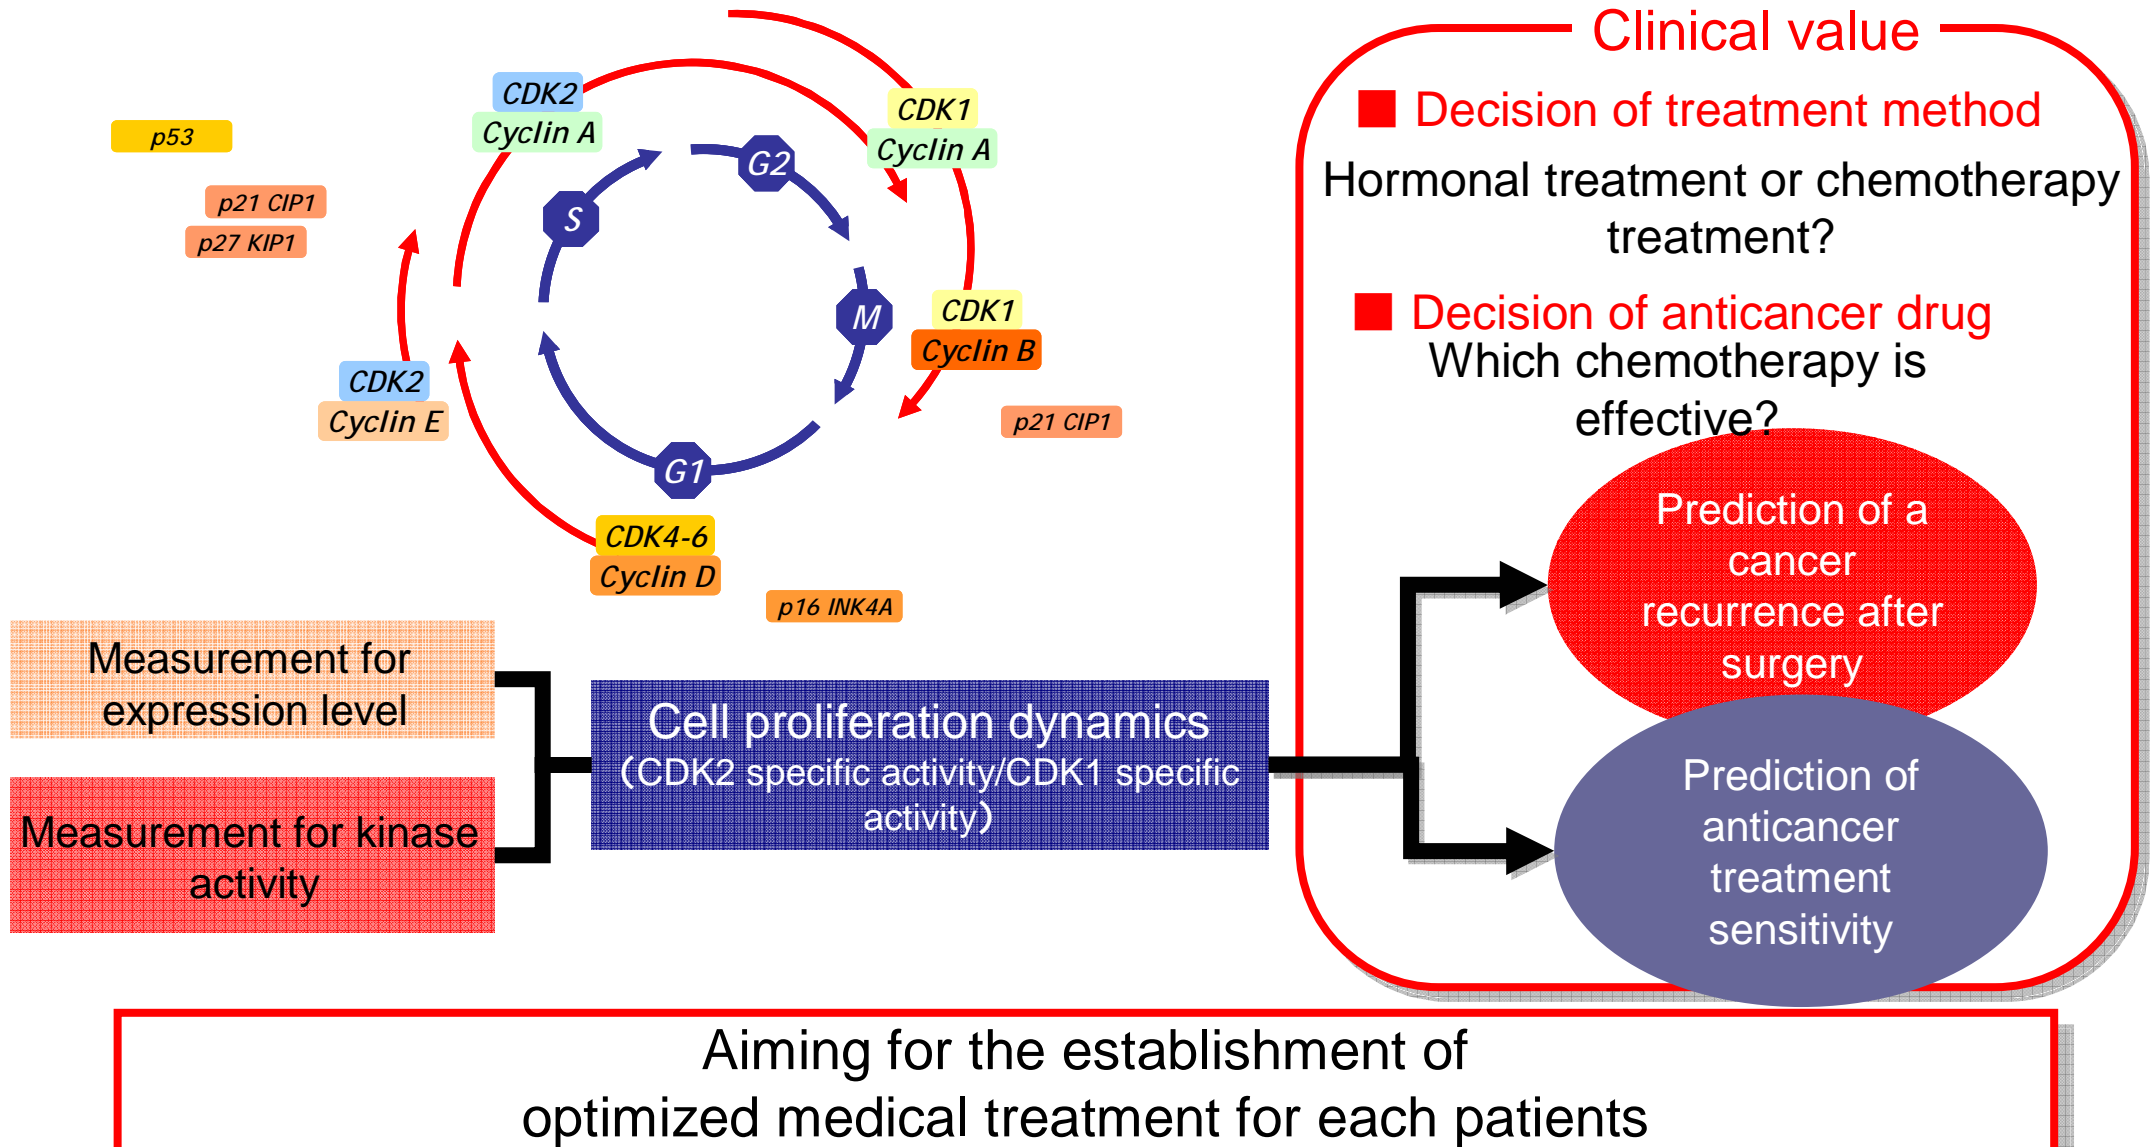 CDK2
Cyclin A
CDK1
Cyclin A
p53
G2
p21 CIP1
S
p27 KIP1
CDK1
Cyclin B
M
CDK2
Cyclin E
p21 CIP1
G1
CDK4-6
Cyclin D
p16 INK4A
Clinical value
Decision of treatment method
Hormonal treatment or chemotherapy
treatment?
Decision of anticancer drug
Which chemotherapy is
effective?
Prediction of a
cancer
recurrence after
surgery
Prediction of
anticancer
treatment
sensitivity
Measurement for
expression level
Measurement for kinase
activity
Cell proliferation dynamics
(CDK2 specific activity/CDK1 specific
activity)
Aiming for the establishment of
optimized medical treatment for each patients